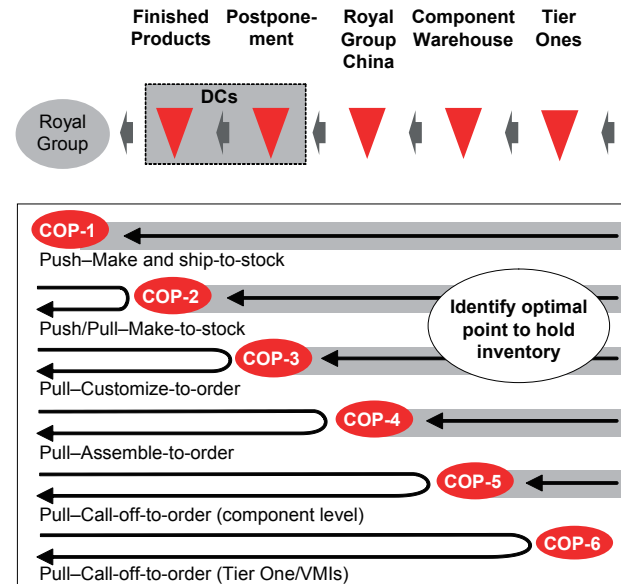 Finished
Products
Postpone-
ment
Royal
Group
China
Component
Warehouse
Tier
Ones
DCs
Royal
Group
COP-1
Push–Make and ship-to-stock
COP-2
Push/Pull–Make-to-stock
Identify optimal
point to hold
inventory
COP-3
Pull–Customize-to-order
COP-4
Pull–Assemble-to-order
COP-5
Pull–Call-off-to-order (component level)
COP-6
Pull–Call-off-to-order (Tier One/VMIs)